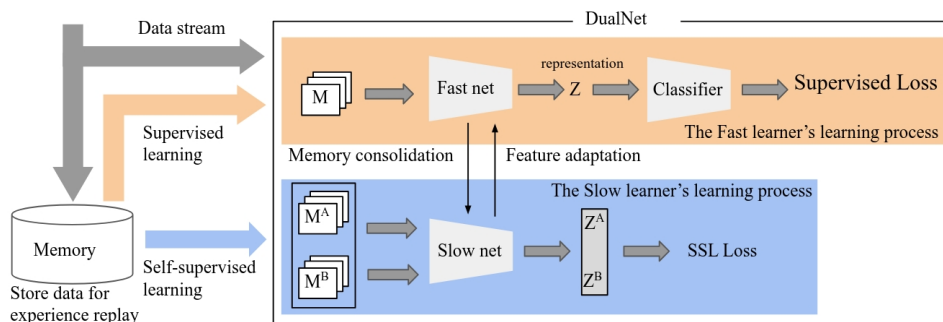 DualNet
Data stream
representation
M
Fast net
Z
Classifier
Supervised Loss
The Fast learner's learning process
Supervised
learning
Memory consolidation
Feature adaptation
The Slow learner's learning process
Memory
M^A
Slow net
Z^A
SSL Loss
M^B
Z^B
Self-supervised
learning
Store data for
experience replay